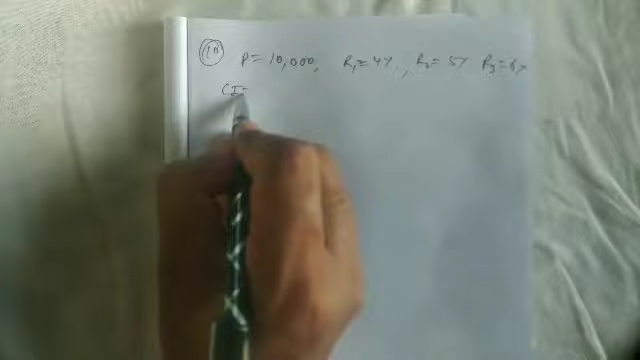 (10) P = 10,000, R₁ = 4% , R₂ = 5% R₃ = 6%
CI =